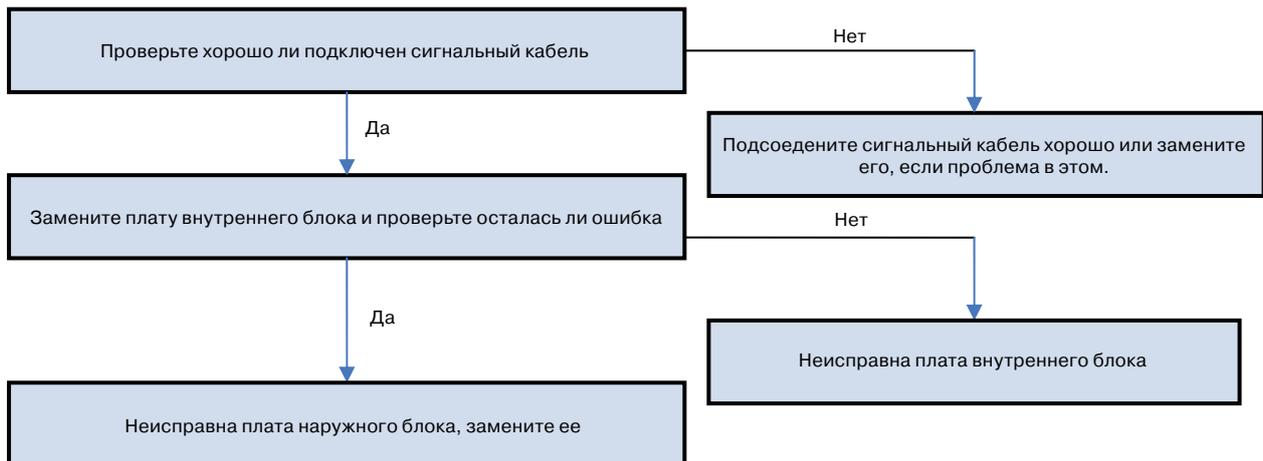 Проверьте хорошо ли подключен сигнальный кабель
Нет
Да
Подсоедените сигнальный кабель хорошо или замените
его, если проблема в этом.
Замените плату внутреннего блока и проверьте осталась ли ошибка
Нет
Да
Неисправна плата внутреннего блока
Неисправна плата наружного блока, замените ее